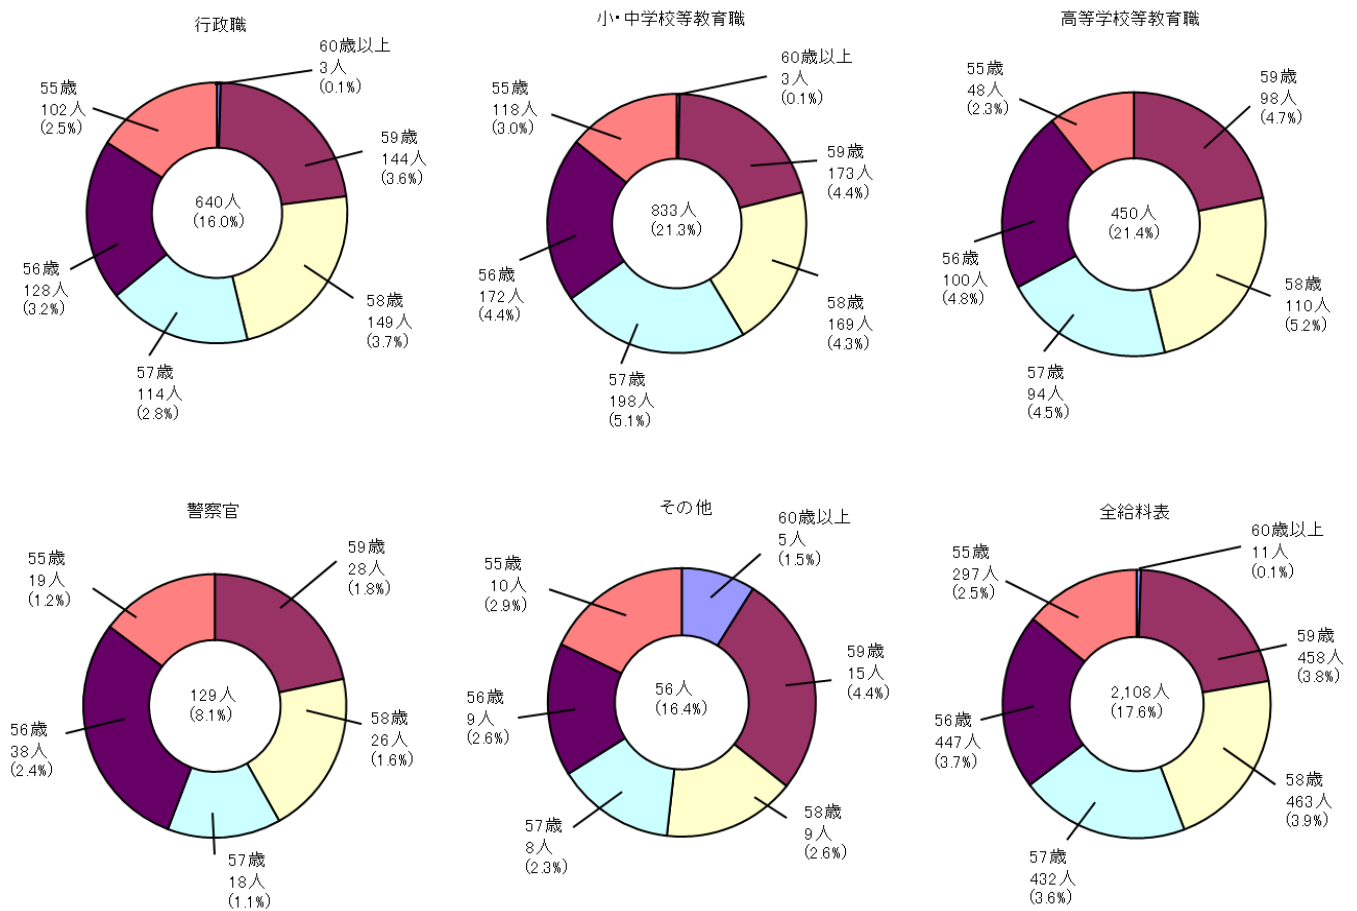 行政職
60歳以上
3人
(0.1%)
59歳
144人
(3.6%)
58歳
149人
(3.7%)
57歳
114人
(2.8%)
56歳
128人
(3.2%)
55歳
102人
(2.5%)
640人
(16.0%)
小・中学校等教育職
60歳以上
3人
(0.1%)
59歳
173人
(4.4%)
58歳
169人
(4.3%)
57歳
198人
(5.1%)
56歳
172人
(4.4%)
55歳
118人
(3.0%)
833人
(21.3%)
高等学校等教育職
59歳
98人
(4.7%)
58歳
110人
(5.2%)
57歳
94人
(4.5%)
56歳
100人
(4.8%)
55歳
48人
(2.3%)
450人
(21.4%)
警察官
59歳
28人
(1.8%)
58歳
26人
(1.6%)
57歳
18人
(1.1%)
56歳
38人
(2.4%)
55歳
19人
(1.2%)
129人
(8.1%)
その他
60歳以上
5人
(1.5%)
59歳
15人
(4.4%)
58歳
9人
(2.6%)
57歳
8人
(2.3%)
56歳
9人
(2.6%)
55歳
10人
(2.9%)
56人
(16.4%)
全給料表
60歳以上
11人
(0.1%)
59歳
458人
(3.8%)
58歳
463人
(3.9%)
57歳
432人
(3.6%)
56歳
447人
(3.7%)
55歳
297人
(2.5%)
2,108人
(17.6%)